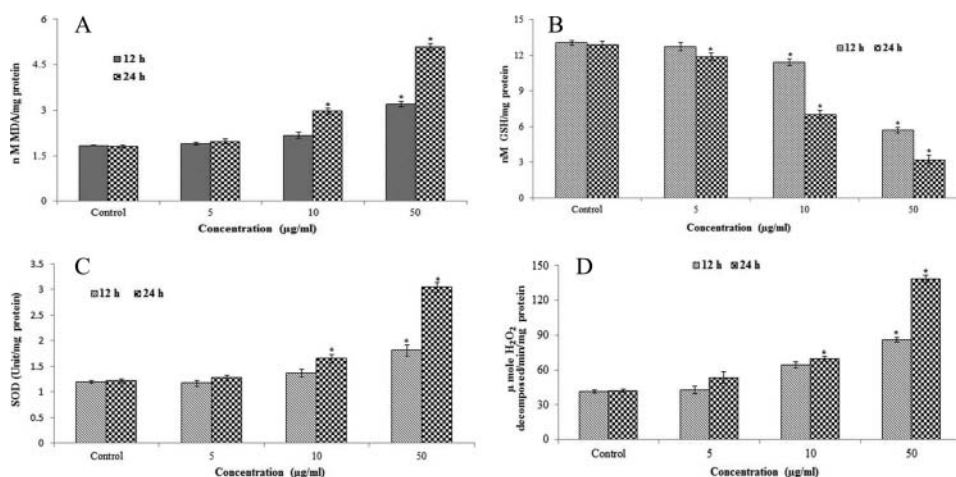 A
n M MDA/mg protein
6
4.5
3
1.5
0
12 h
24 h
*
*
*
Control
5
10
50
Concentration (µg/ml)
B
nM GSH/mg protein
15
12
9
6
3
0
12 h
24 h
*
*
*
*
*
Control
5
10
50
Concentration (µg/ml)
C
SOD (Unit/mg protein)
3.5
3
2.5
2
1.5
1
0.5
0
12 h
24 h
*
*
*
Control
5
10
50
Concentration (µg/ml)
D
µ mole H₂O₂
decomposed/min/mg protein
150
120
90
60
30
0
12 h
24 h
*
*
*
Control
5
10
50
Concentration (µg/ml)